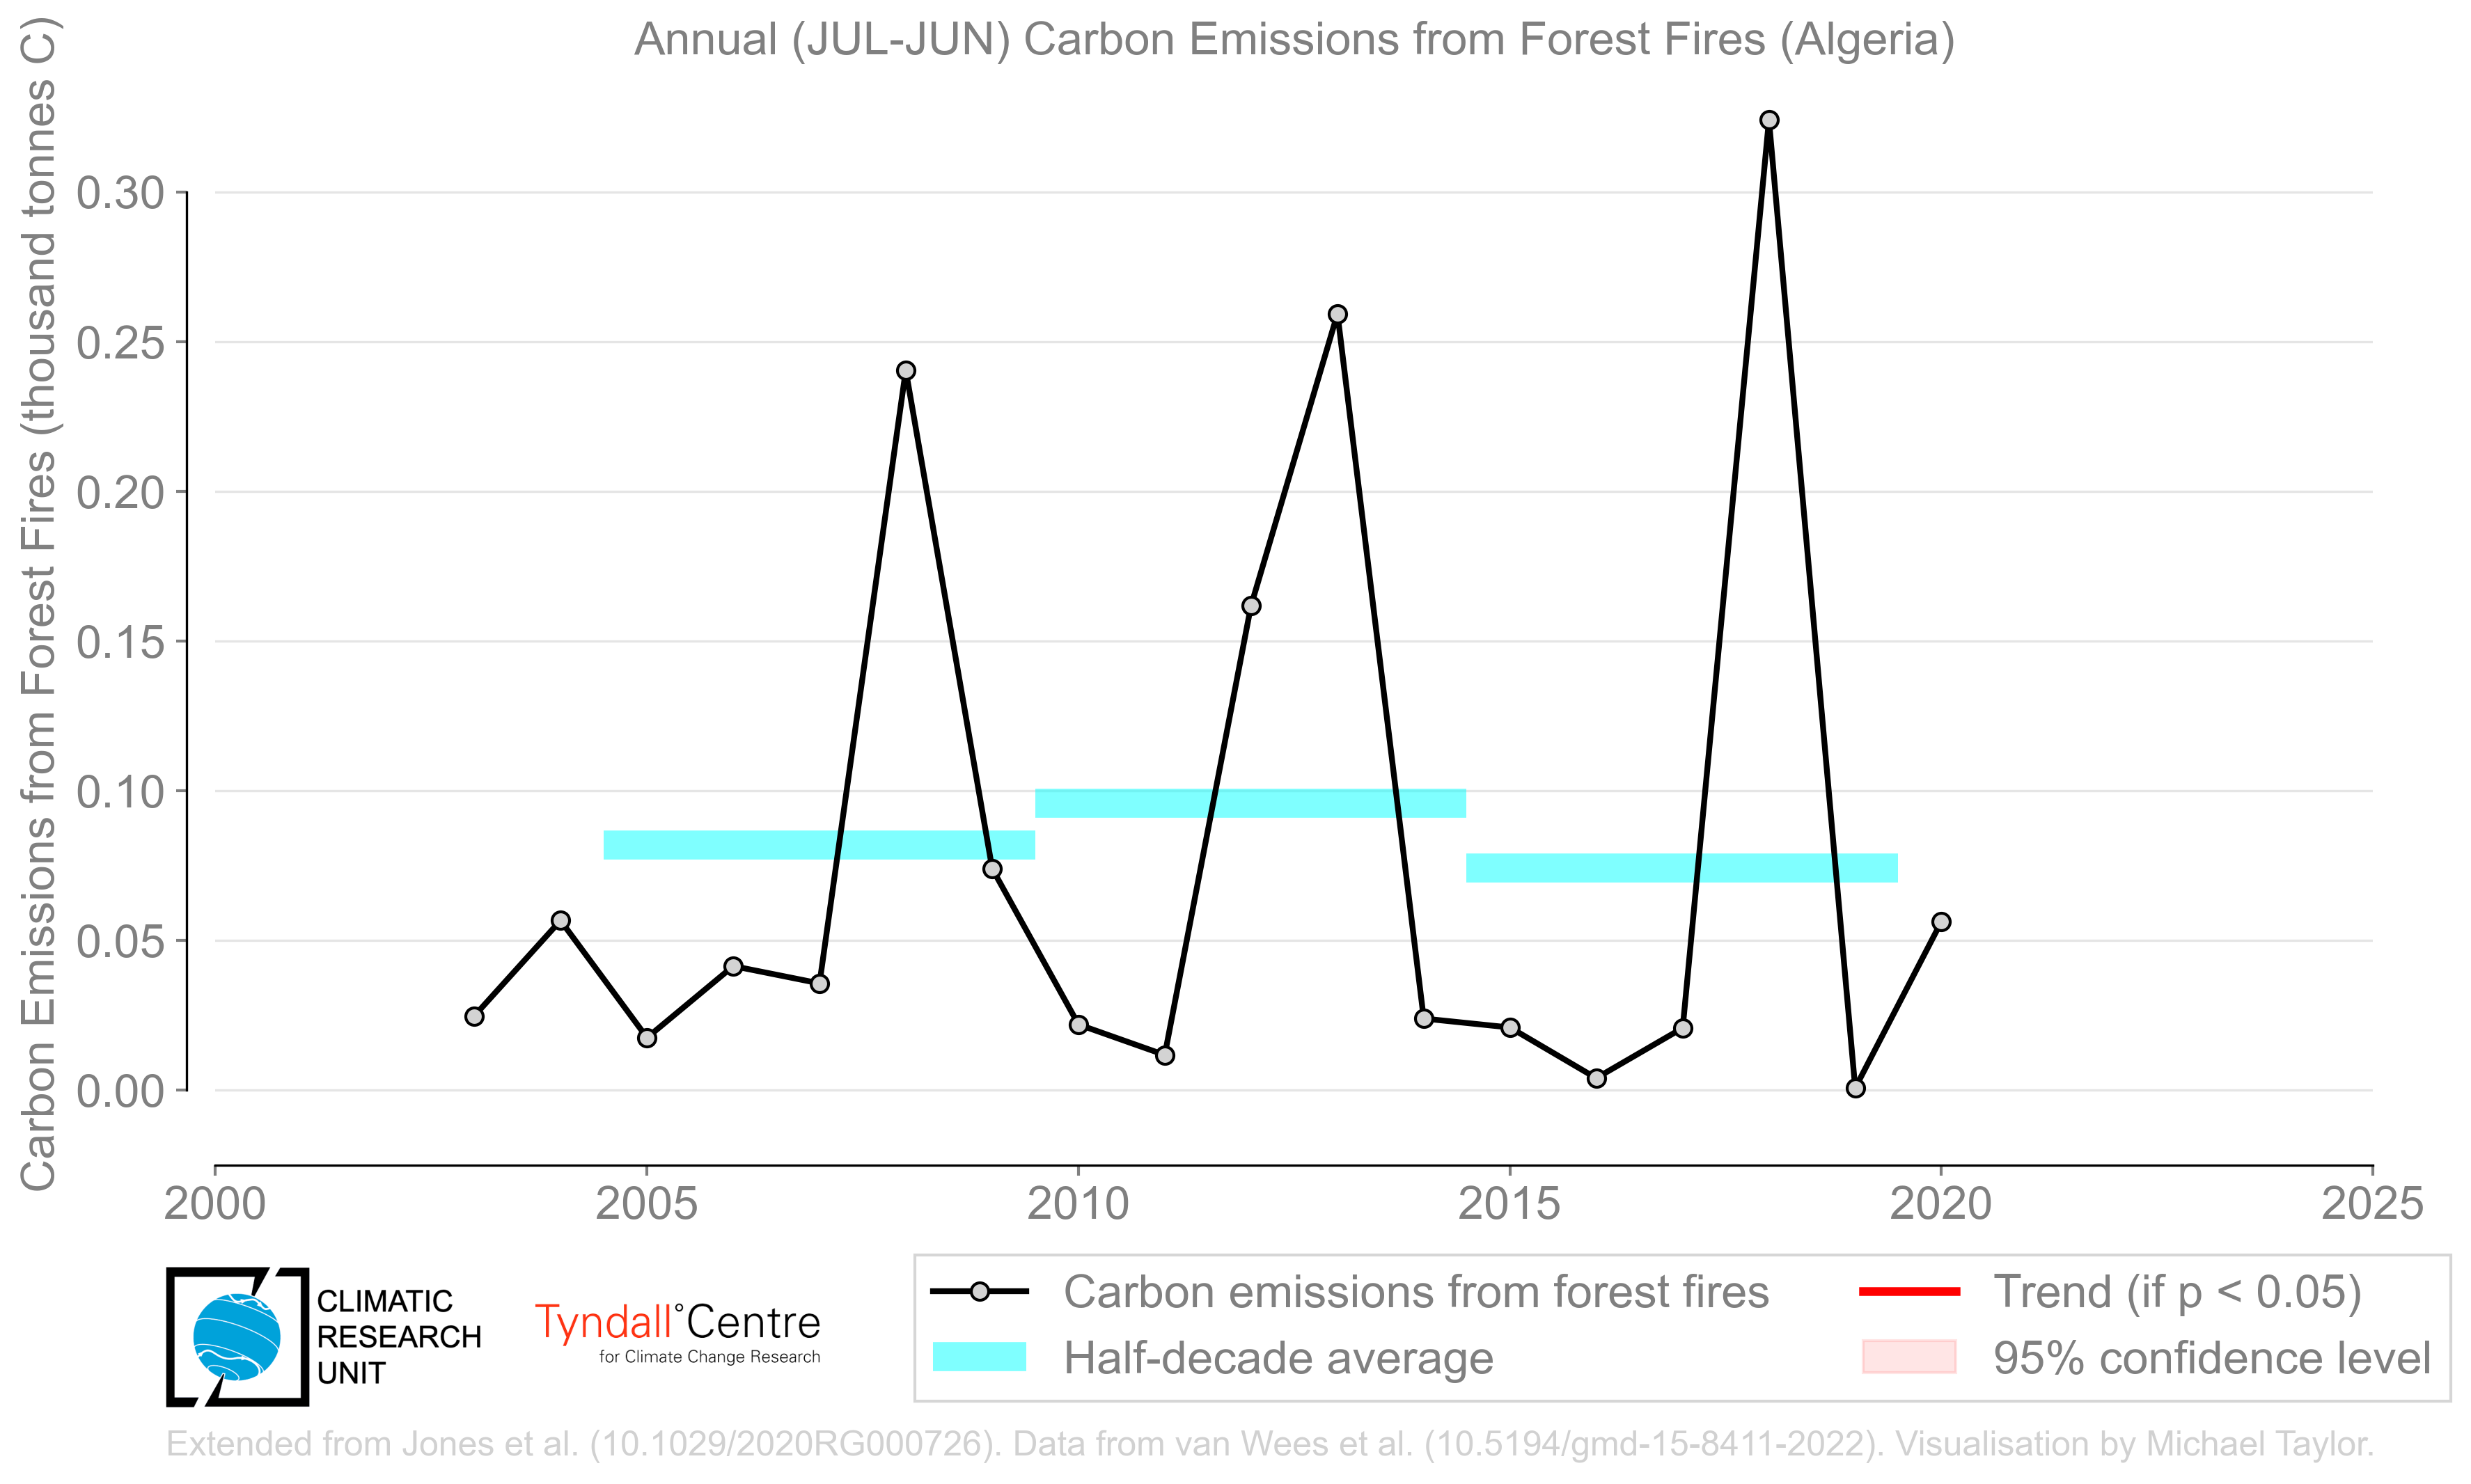 Annual (JUL-JUN) Carbon Emissions from Forest Fires (Algeria)
Carbon Emissions from Forest Fires (thousand tonnes C)
0.30
0.25
0.20
0.15
0.10
0.05
0.00
2000 2005 2010 2015 2020 2025
CLIMATIC
RESEARCH
UNIT
Tyndall°Centre
for Climate Change Research
Carbon emissions from forest fires
Half-decade average
Trend (if p < 0.05)
95% confidence level
Extended from Jones et al. (10.1029/2020RG000726). Data from van Wees et al. (10.5194/gmd-15-8411-2022). Visualisation by Michael Taylor.